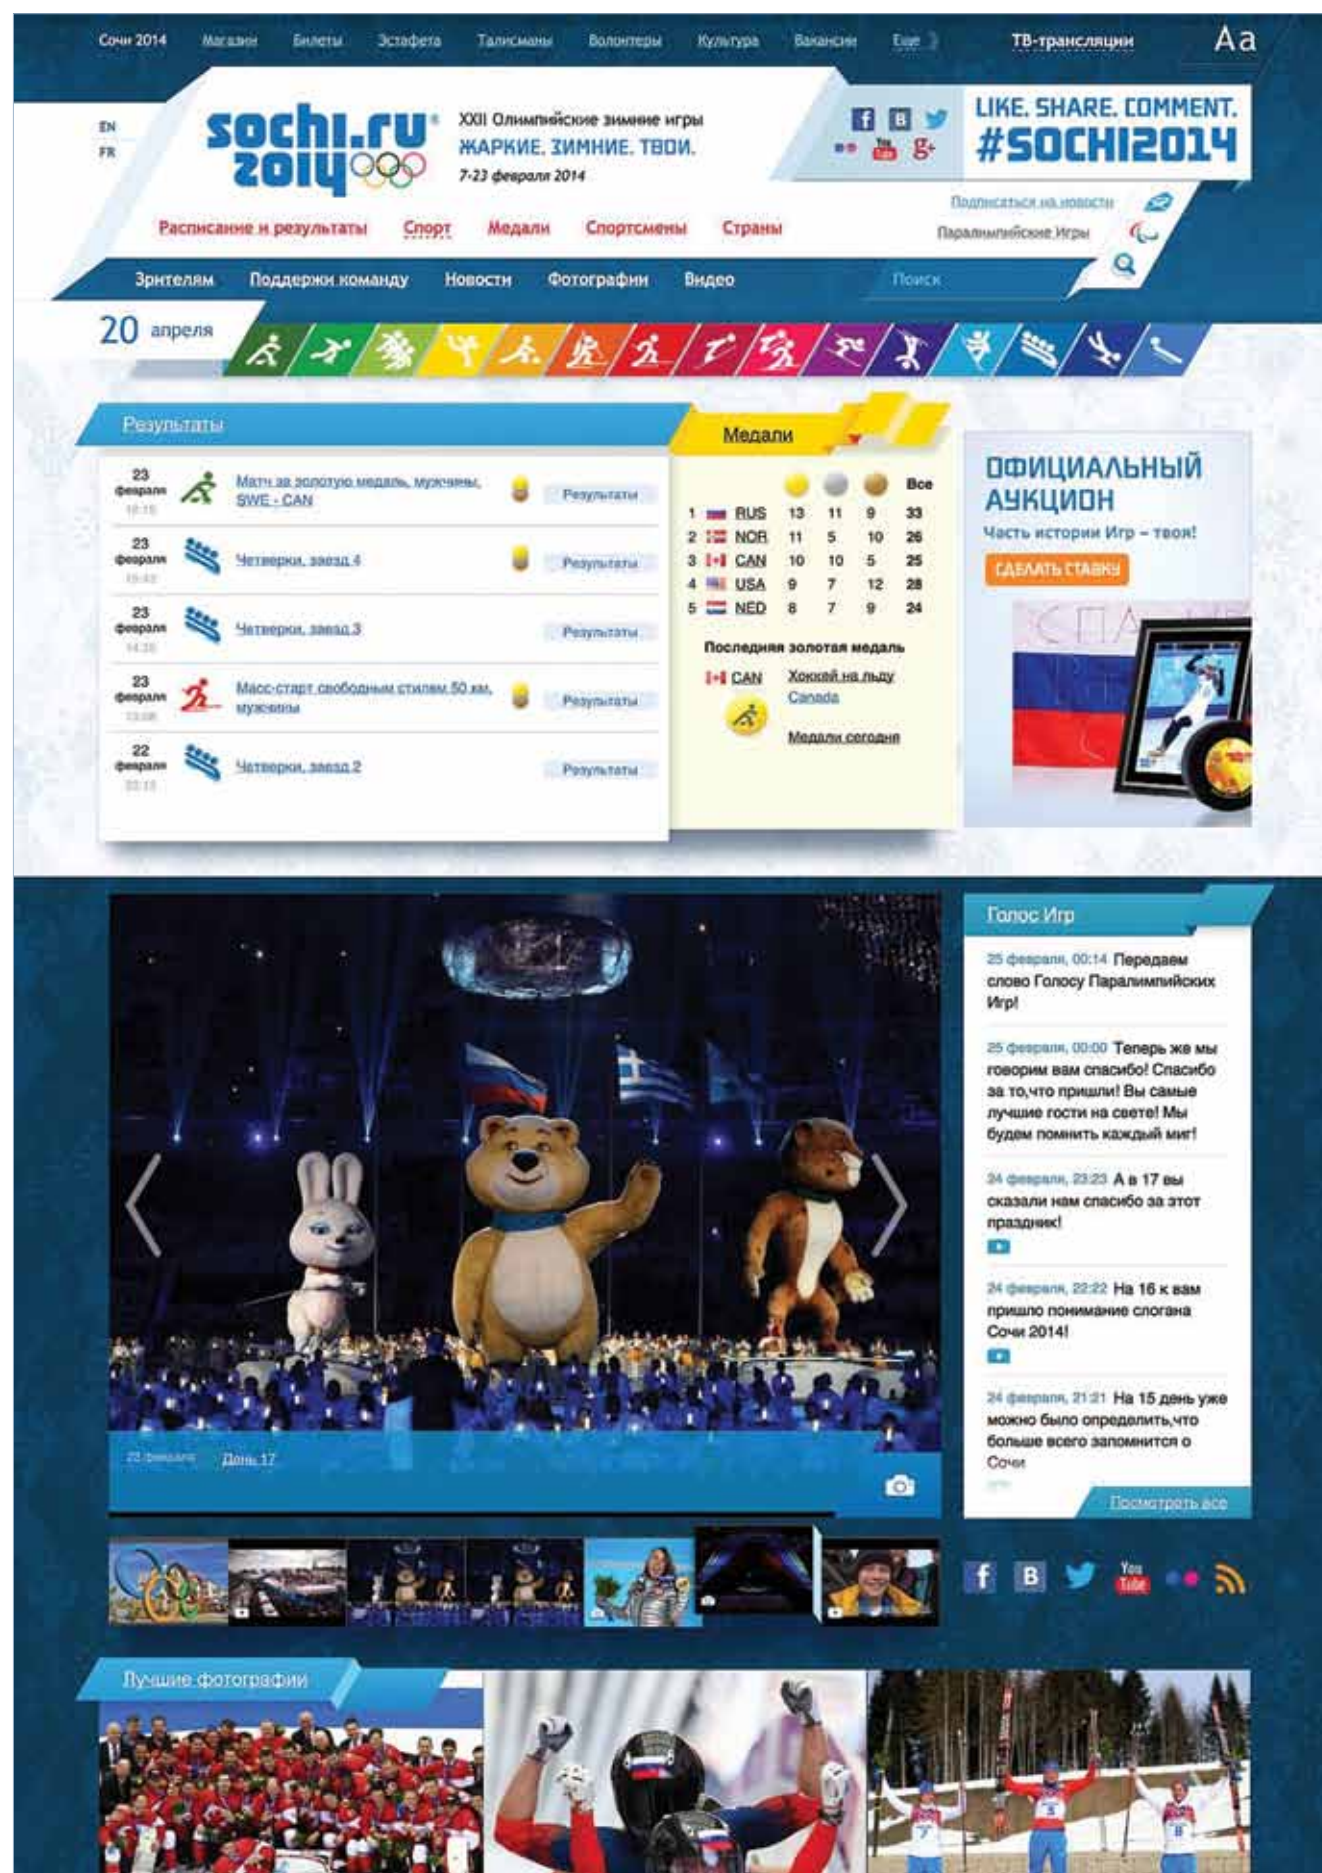 Сочи 2014 Магазин Билеты Эстафета Талисманы Волонтеры Культура Вакансии Еще ТВ-трансляции Aa
EN
FR
sochi.ru
2014
XXII Олимпийские зимние игры
ЖАРКИЕ. ЗИМНИЕ. ТВОИ.
7-23 февраля 2014
LIKE. SHARE. COMMENT.
#SOCHI2014
Подписаться на новости
Паралимпийские Игры
Расписание и результаты Спорт Медали Спортсмены Страны
Зрителям Поддержи команду Новости Фотографии Видео Поиск
20 апреля
Результаты
23
февраля
Матч за золотую медаль, мужчины,
SWE - CAN
Результаты
23
февраля
Четверки, заезд 4
Результаты
23
февраля
Четверки, заезд 3
Результаты
23
февраля
Масс-старт свободным стилем 50 км,
мужчины
Результаты
22
февраля
Четверки, заезд 2
Результаты
Медали
Все
1 RUS 13 11 9 33
2 NOR 11 5 10 26
3 CAN 10 10 5 25
4 USA 9 7 12 28
5 NED 8 7 9 24
Последняя золотая медаль
CAN Хоккей на льду
Canada
Медали сегодня
ОФИЦИАЛЬНЫЙ
АУКЦИОН
Часть истории Игр – твоя!
СДЕЛАТЬ СТАВКУ
Голос Игр
25 февраля, 00:14 Передаем
слово Голосу Паралимпийских
Игр!
25 февраля, 00:00 Теперь же мы
говорим вам спасибо! Спасибо
за то,что пришли! Вы самые
лучшие гости на свете! Мы
будем помнить каждый миг!
24 февраля, 23:23 А в 17 вы
сказали нам спасибо за этот
праздник!
24 февраля, 22:22 На 16 к вам
пришло понимание слогана
Сочи 2014!
24 февраля, 21:21 На 15 день уже
можно было определить,что
больше всего запомнится о
Сочи
Посмотреть все
23 февраля День 17
You
Tube
Лучшие фотографии